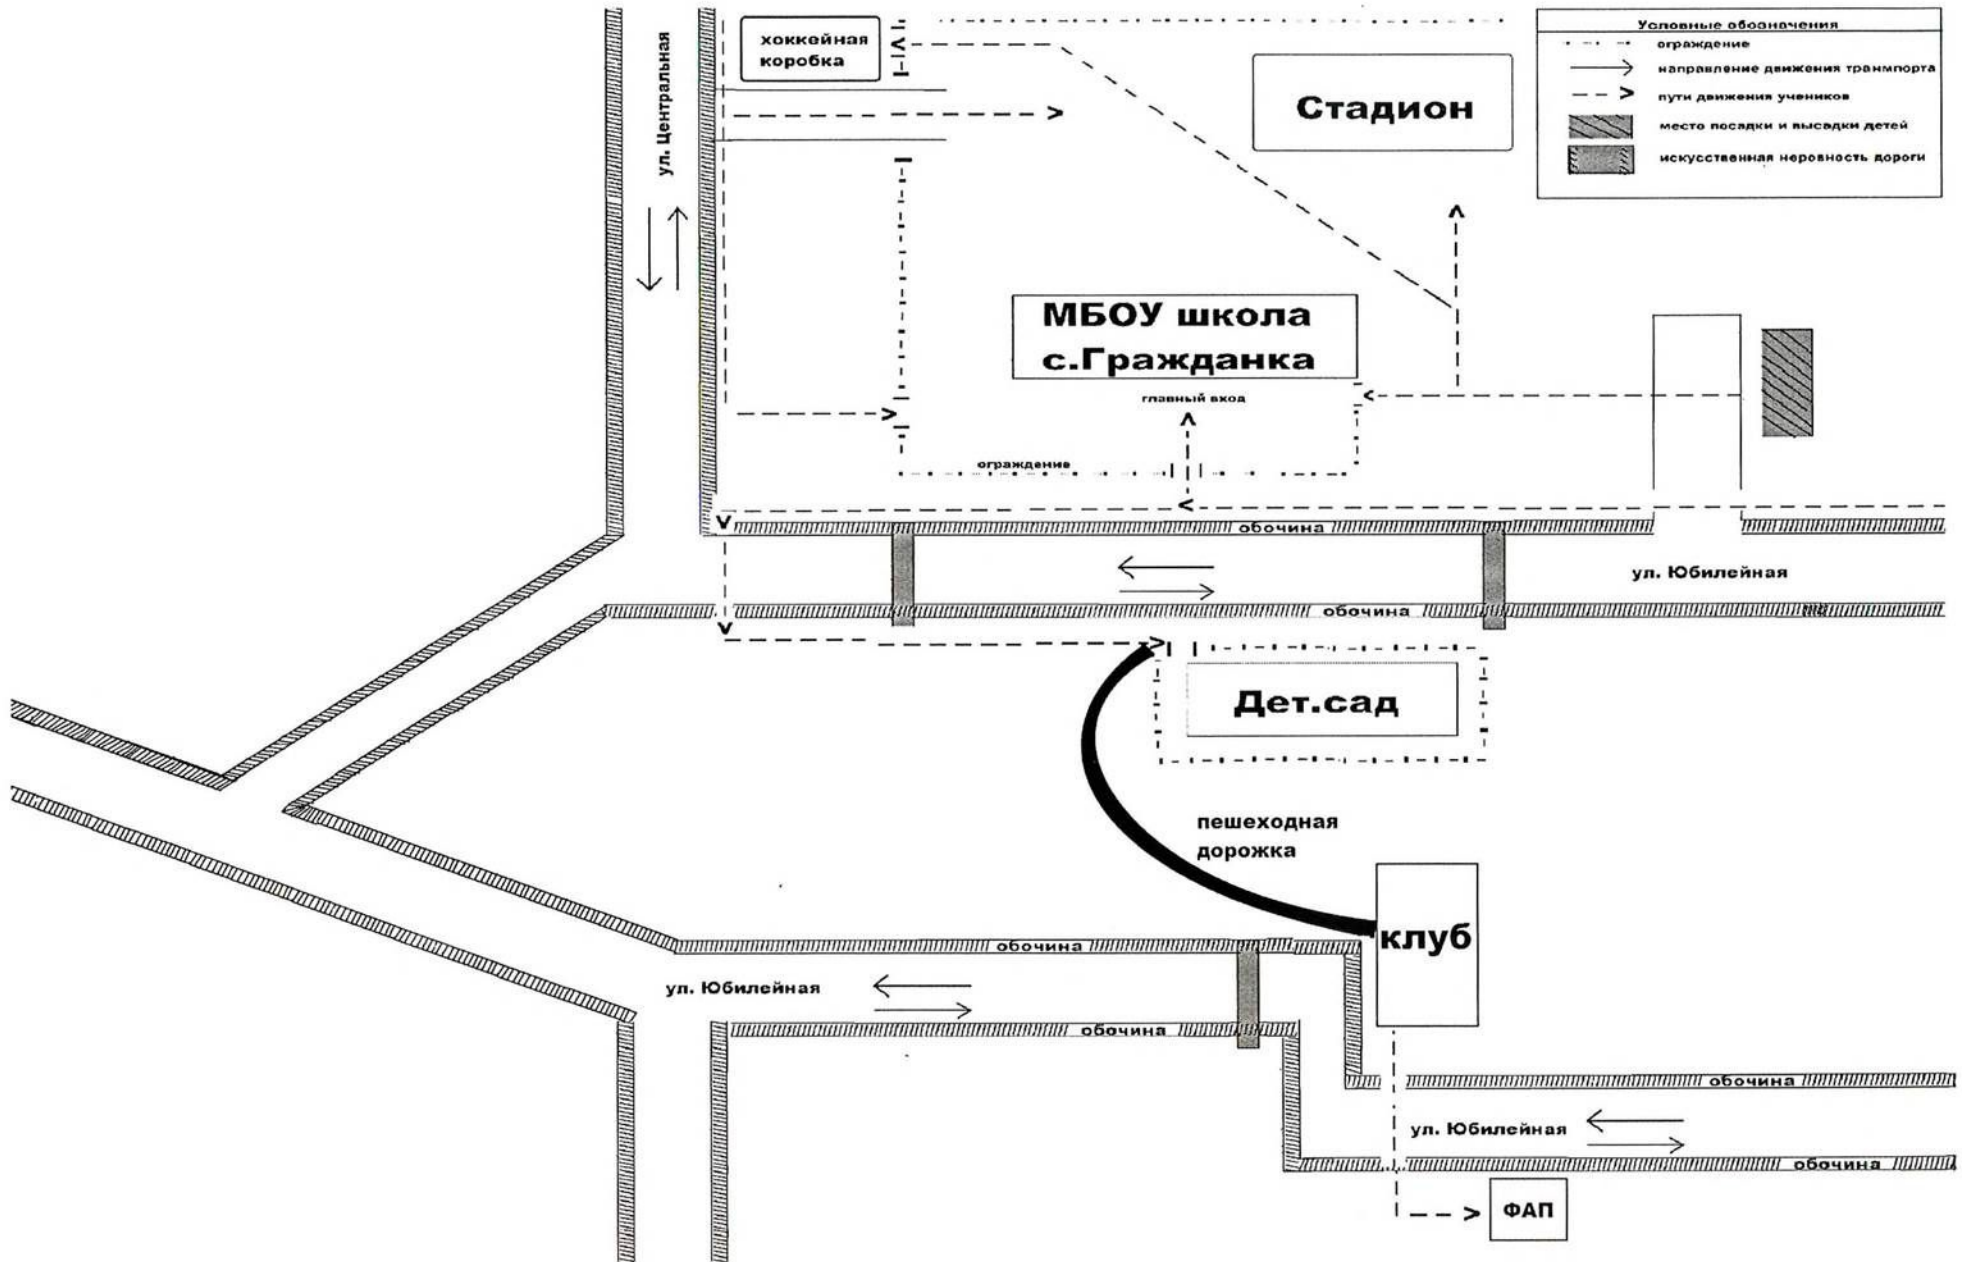 хоккейная
коробка
ул. Центральная
Стадион
Условные обозначения
ограждение
направление движения транмпорта
пути движения учеников
место посадки и высадки детей
искусственная неровность дороги
МБОУ школа
с.Гражданка
главный вход
ограждение
обочина
ул. Юбилейная
обочина
Дет.сад
пешеходная
дорожка
клуб
обочина
ул. Юбилейная
обочина
обочина
ул. Юбилейная
обочина
ФАП